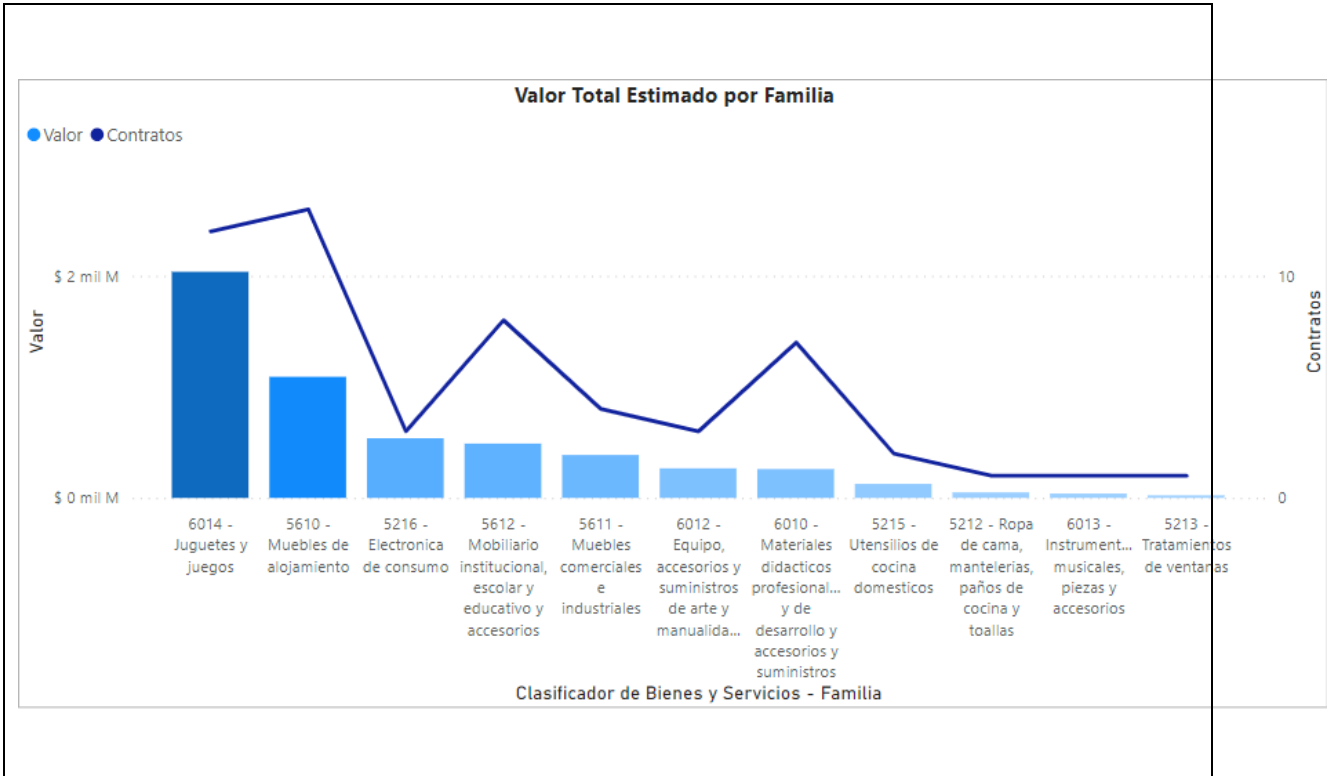 Valor Total Estimado por Familia
Valor Contratos
$ 2 mil M
10
Valor
Contratos
$ 0 mil M
0
6014 -
Juguetes y
juegos
5610 -
Muebles de
alojamiento
5216 -
Electronica
de consumo
5612 -
Mobiliario
institucional,
escolar y
educativo y
accesorios
5611 -
Muebles
comerciales
e
industriales
6012 -
Equipo,
accesorios y
suministros
de arte y
manualida...
6010 -
Materiales
didacticos
profesional...
y de
desarrollo y
accesorios y
suministros
5215 -
Utensilios de
cocina
domesticos
5212 - Ropa
de cama,
mantelerias,
paños de
cocina y
toallas
6013 -
Instrument...
musicales,
piezas y
accesorios
5213 -
Tratamientos
de ventanas
Clasificador de Bienes y Servicios - Familia